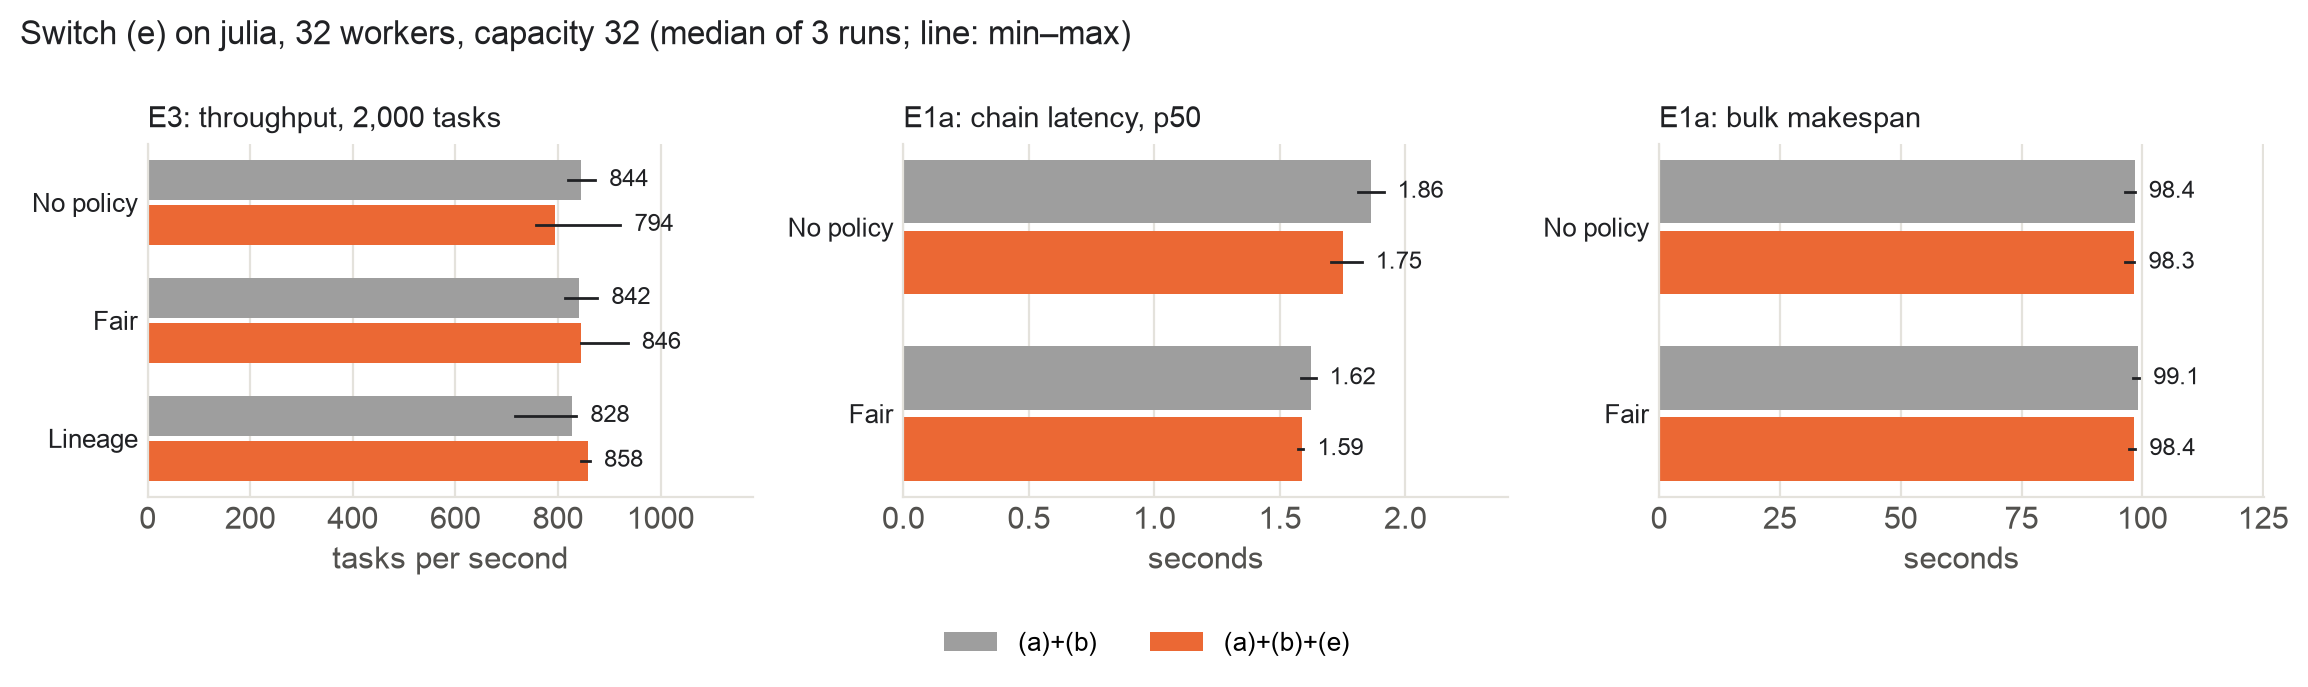 Switch (e) on julia, 32 workers, capacity 32 (median of 3 runs; line: min–max)
E3: throughput, 2,000 tasks
No policy
844
794
Fair
842
846
Lineage
828
858
0 200 400 600 800 1000
tasks per second
E1a: chain latency, p50
No policy
1.86
1.75
Fair
1.62
1.59
0.0 0.5 1.0 1.5 2.0
seconds
E1a: bulk makespan
No policy
98.4
98.3
Fair
99.1
98.4
0 25 50 75 100 125
seconds
(a)+(b) (a)+(b)+(e)